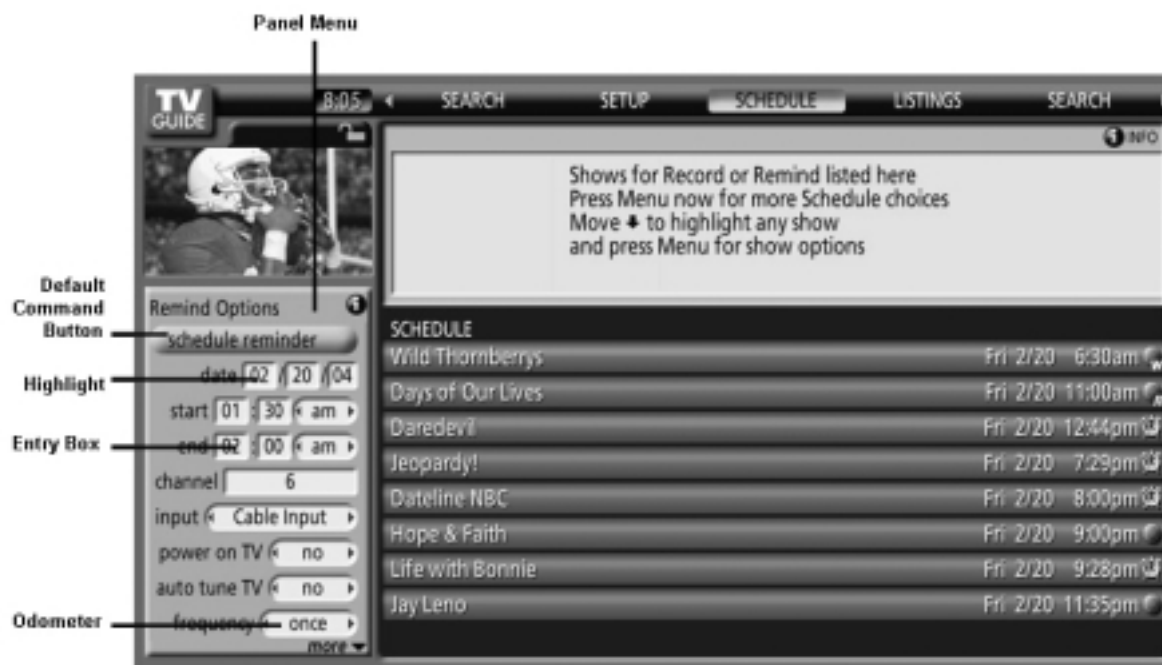 Panel Menu
TV GUIDE
8:05
SEARCH SETUP SCHEDULE LISTINGS SEARCH
INFO
Shows for Record or Remind listed here
Press Menu now for more Schedule choices
Move to highlight any show
and press Menu for show options
Default Command Button
Highlight
Entry Box
Odometer
Remind Options
schedule reminder
date 02 / 20 / 04
start 01 : 30 am
end 02 : 00 am
channel 6
input Cable Input
power on TV no
auto tune TV no
frequency once
more
SCHEDULE
Wild Thornberrys Fri 2/20 6:30am W
Days of Our Lives Fri 2/20 11:00am
Daredevil Fri 2/20 12:44pm
Jeopardy! Fri 2/20 7:29pm
Dateline NBC Fri 2/20 8:00pm
Hope & Faith Fri 2/20 9:00pm
Life with Bonnie Fri 2/20 9:28pm
Jay Leno Fri 2/20 11:35pm